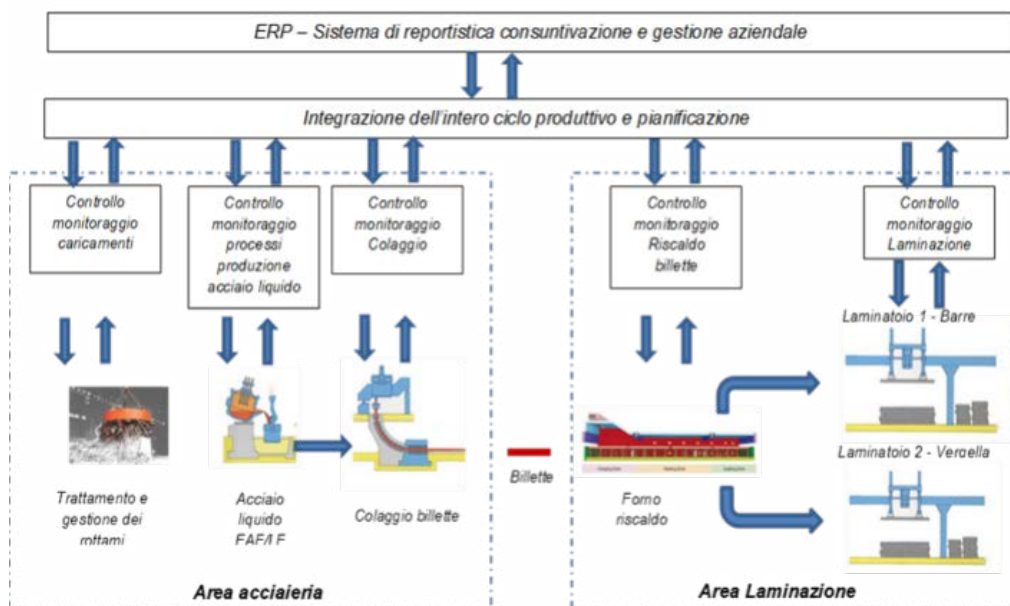 ERP – Sistema di reportistica consuntivazione e gestione aziendale
Integrazione dell'intero ciclo produttivo e pianificazione
Controllo
monitoraggio
caricamenti
Controllo
monitoraggio
processi
produzione
acciaio liquido
Controllo
monitoraggio
Colaggio
Controllo
monitoraggio
Riscaldo
billette
Controllo
monitoraggio
Laminazione
Laminatoio 1 - Barre
Laminatoio 2 - Vergella
Billette
Trattamento e
gestione dei
rottami
Acciaio
liquido
EAF/LF
Colaggio billette
Forno
riscaldo
Area acciaieria
Area Laminazione